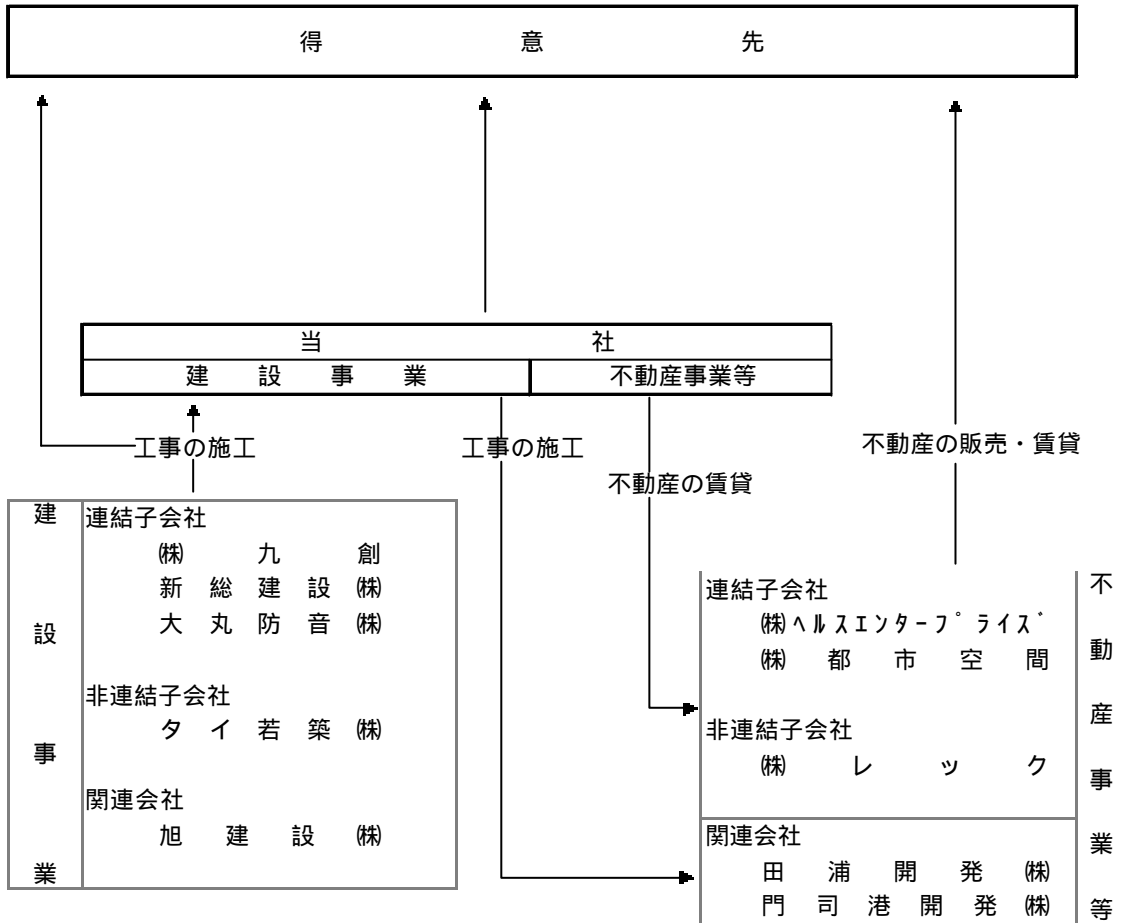 得意先
当社
建設事業 不動産事業等
工事の施工
工事の施工
不動産の賃貸
不動産の販売・賃貸
建設事業
連結子会社
㈱九創
新総建設㈱
大丸防音㈱
非連結子会社
タイ若築㈱
関連会社
旭建設㈱
不動産事業等
連結子会社
㈱ﾍﾙｽｴﾝﾀｰﾌﾟﾗｲｽﾞ
㈱都市空間
非連結子会社
㈱レック
関連会社
田浦開発㈱
門司港開発㈱